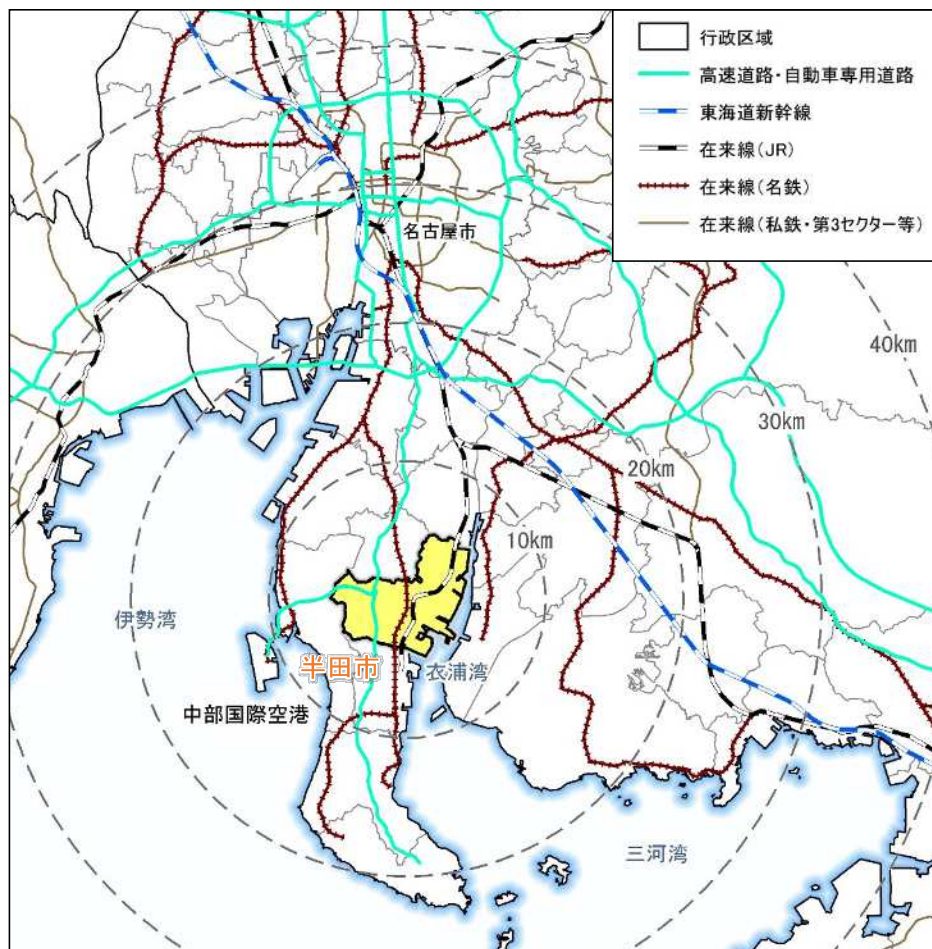 行政区域
高速道路・自動車専用道路
東海道新幹線
在来線(JR)
在来線(名鉄)
在来線(私鉄・第3セクター等)
名古屋市
40km
30km
20km
10km
伊勢湾
半田市
衣浦湾
中部国際空港
三河湾